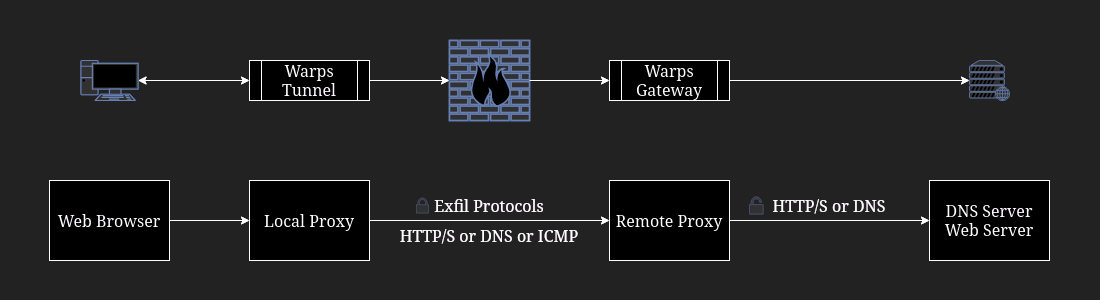 Warps
Tunnel
Warps
Gateway
Web Browser
Local Proxy
Exfil Protocols
HTTP/S or DNS or ICMP
Remote Proxy
HTTP/S or DNS
DNS Server
Web Server